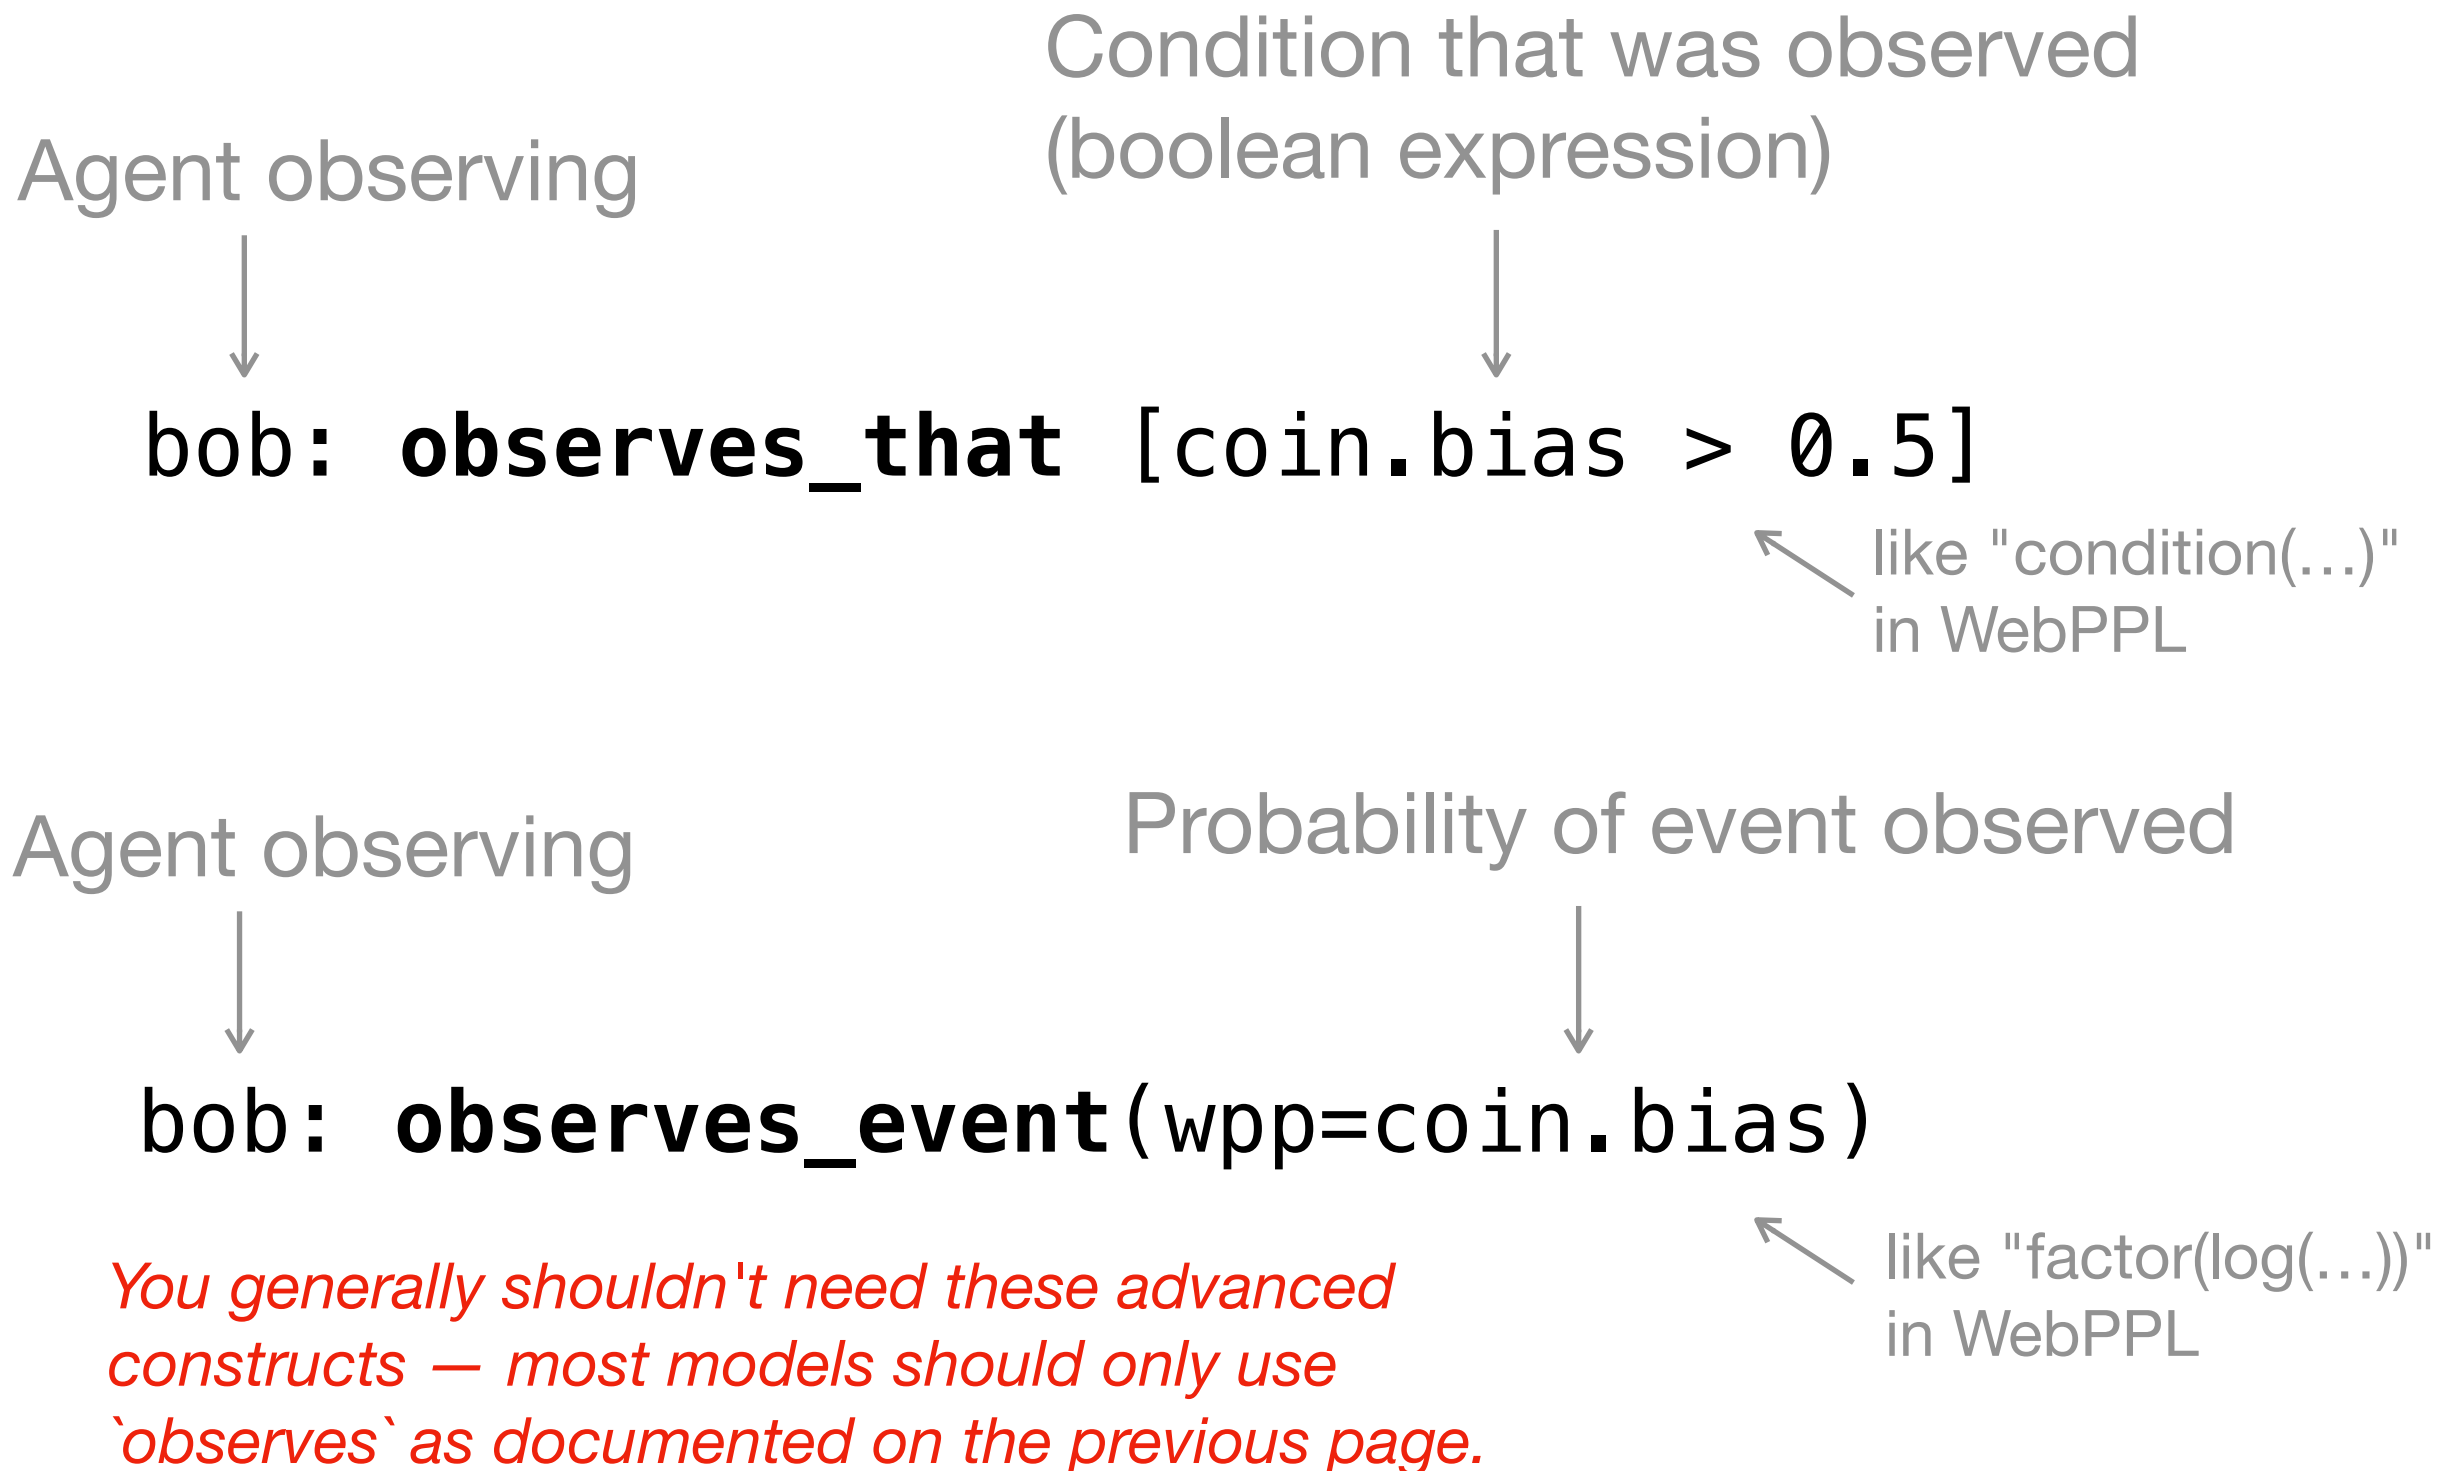 Condition that was observed
(boolean expression)
Agent observing
bob: observes_that [coin.bias > 0.5]
like "condition(...)"
in WebPPL
Probability of event observed
Agent observing
bob: observes_event(wpp=coin.bias)
like "factor(log(...))"
in WebPPL
You generally shouldn't need these advanced
constructs — most models should only use
`observes` as documented on the previous page.